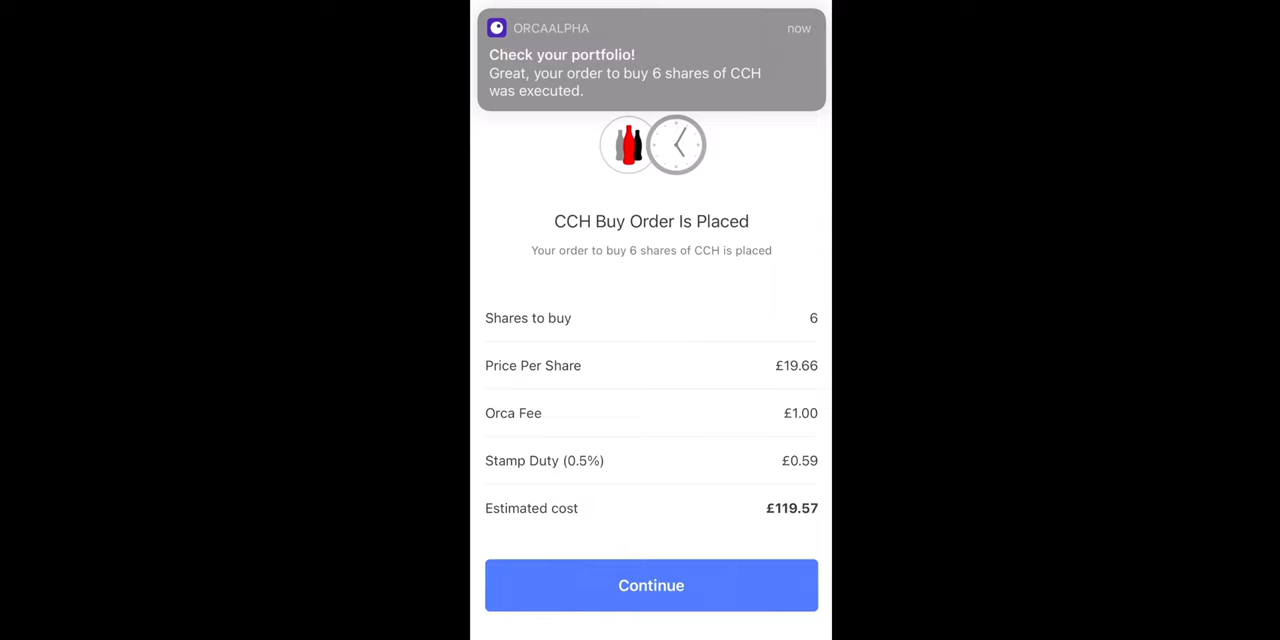 ORCAALPHA now
Check your portfolio!
Great, your order to buy 6 shares of CCH
was executed.
CCH Buy Order Is Placed
Your order to buy 6 shares of CCH is placed
Shares to buy 6
Price Per Share £19.66
Orca Fee £1.00
Stamp Duty (0.5%) £0.59
Estimated cost £119.57
Continue